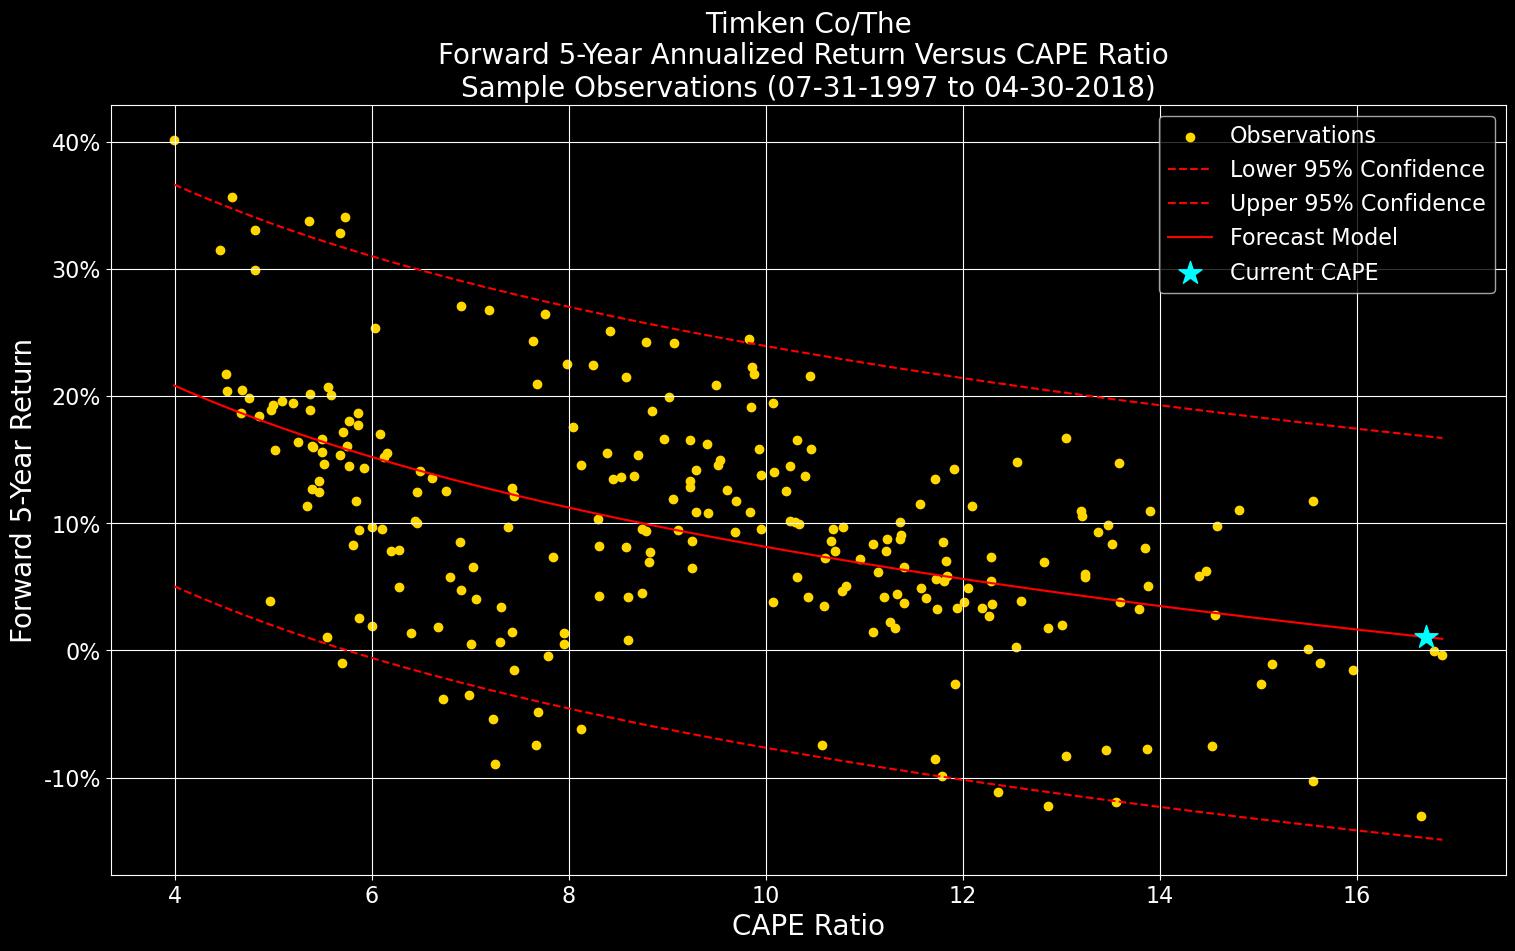 Timken Co/The
Forward 5-Year Annualized Return Versus CAPE Ratio
Sample Observations (07-31-1997 to 04-30-2018)
Observations
Lower 95% Confidence
Upper 95% Confidence
Forecast Model
Current CAPE
Forward 5-Year Return
40%
30%
20%
10%
0%
-10%
4 6 8 10 12 14 16
CAPE Ratio